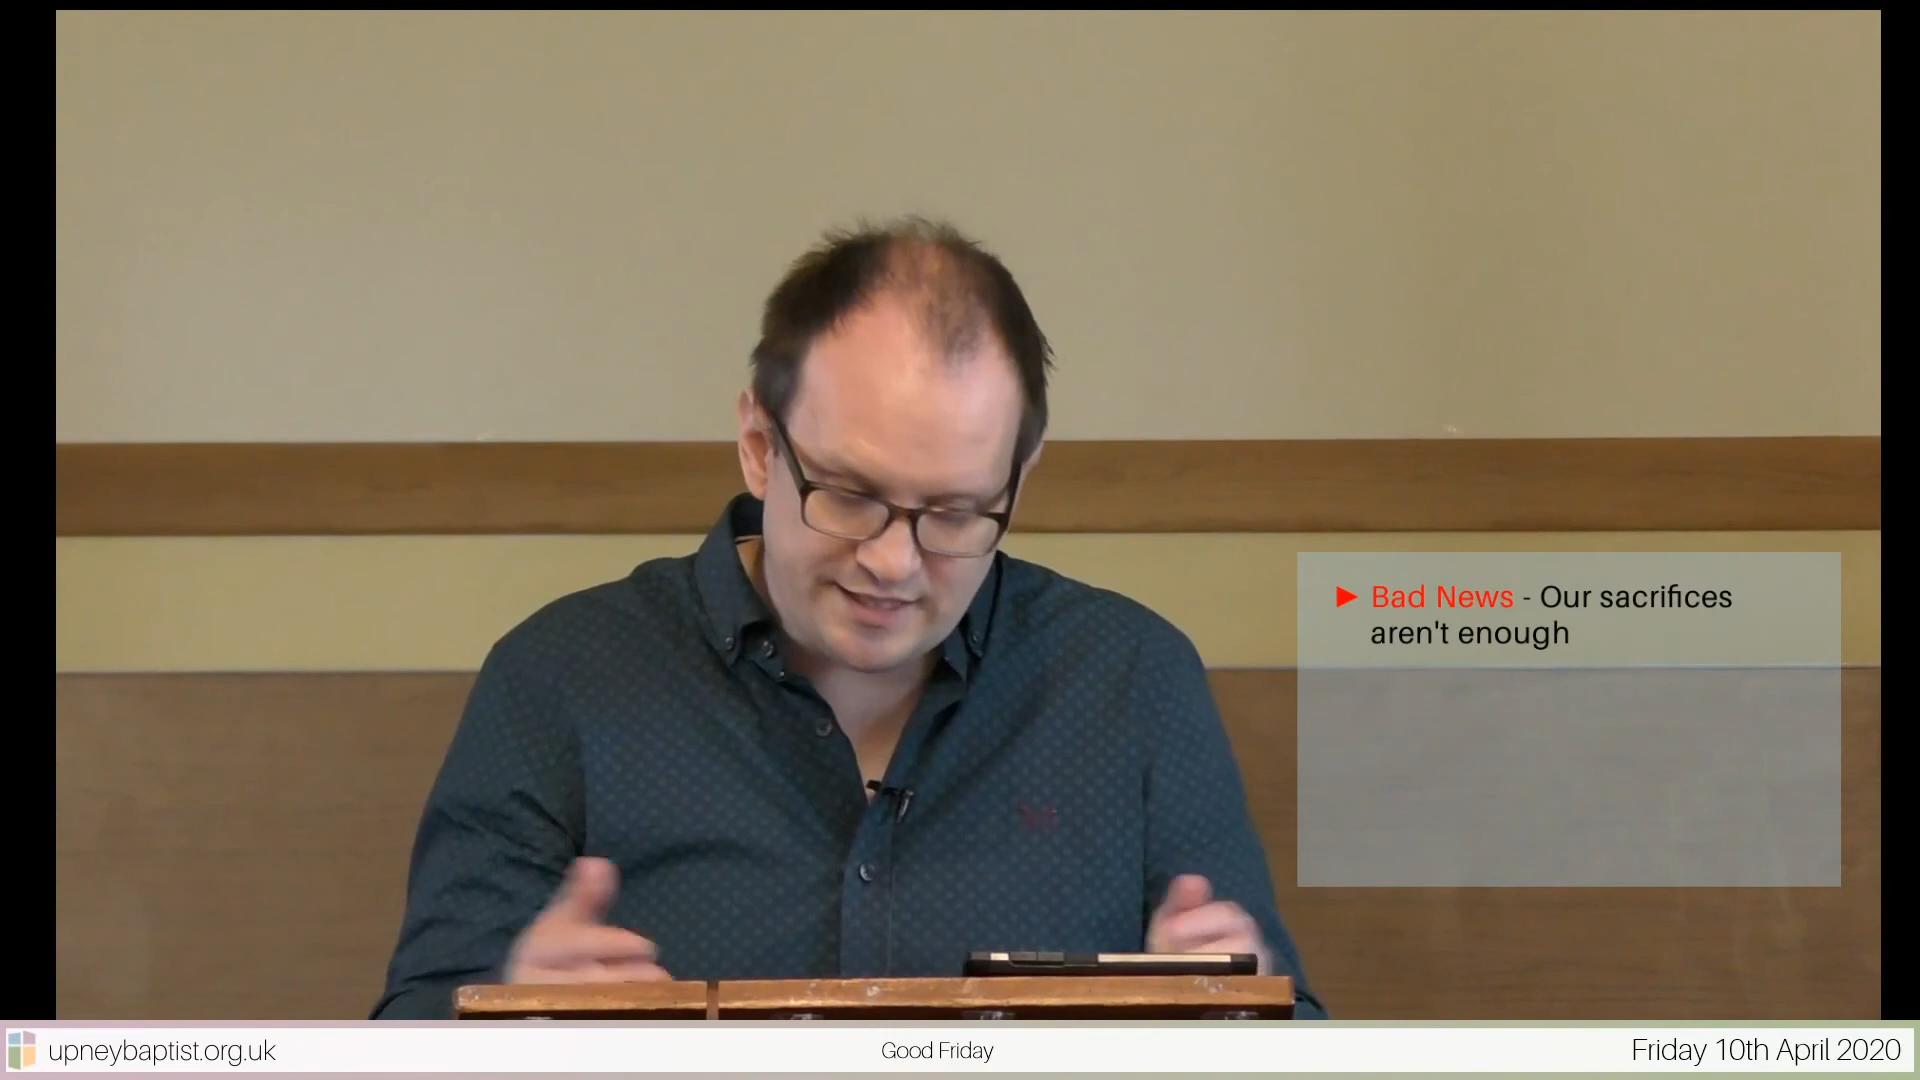 ► Bad News - Our sacrifices
aren't enough
upneybaptist.org.uk
Good Friday
Friday 10th April 2020